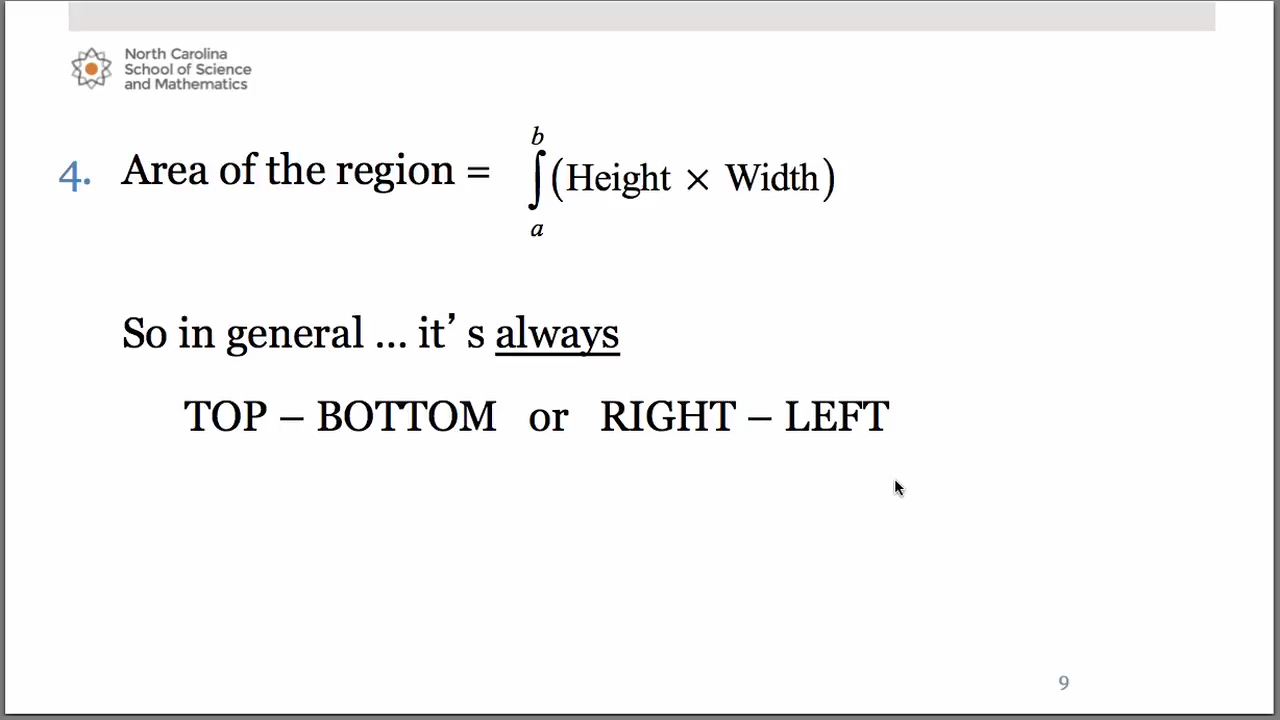 North Carolina
School of Science
and Mathematics
b
4. Area of the region = ∫(Height × Width)
a
So in general ... it’ s always
TOP – BOTTOM or RIGHT – LEFT
9